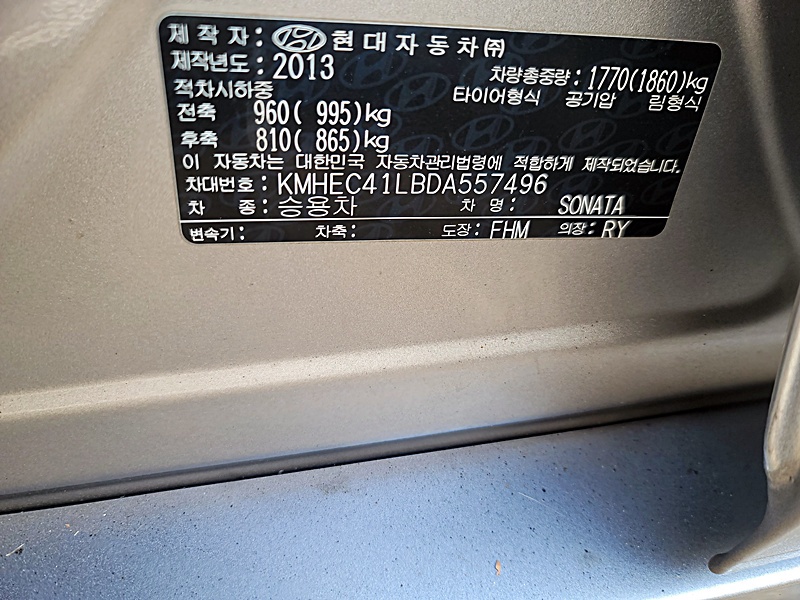 제 작 자 : HYUNDAI 현대자동차㈜
제작년도 : 2013 차량총중량 : 1770(1860)kg
적차시하중 타이어형식 공기압 림형식
전축 960( 995)kg
후축 810( 865)kg
이 자동차는 대한민국 자동차관리법령에 적합하게 제작되었습니다.
차대번호 : KMHEC41LBDA557496
차 종 : 승용차 차 명 : SONATA
변속기 : 차축 : 도장 : FHM 의장 : RY